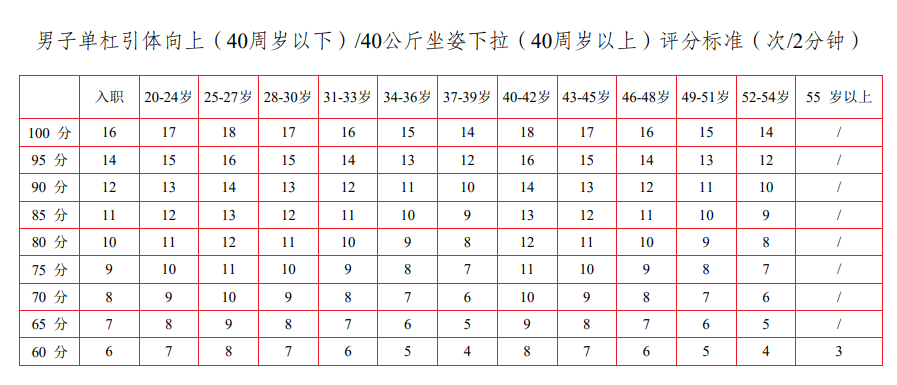 男子单杠引体向上（40周岁以下）/40公斤坐姿下拉（40周岁以上）评分标准（次/2分钟）
入职 20-24岁 25-27岁 28-30岁 31-33岁 34-36岁 37-39岁 40-42岁 43-45岁 46-48岁 49-51岁 52-54岁 55 岁以上
100 分 16 17 18 17 16 15 14 18 17 16 15 14 /
95 分 14 15 16 15 14 13 12 16 15 14 13 12 /
90 分 12 13 14 13 12 11 10 14 13 12 11 10 /
85 分 11 12 13 12 11 10 9 13 12 11 10 9 /
80 分 10 11 12 11 10 9 8 12 11 10 9 8 /
75 分 9 10 11 10 9 8 7 11 10 9 8 7 /
70 分 8 9 10 9 8 7 6 10 9 8 7 6 /
65 分 7 8 9 8 7 6 5 9 8 7 6 5 /
60 分 6 7 8 7 6 5 4 8 7 6 5 4 3